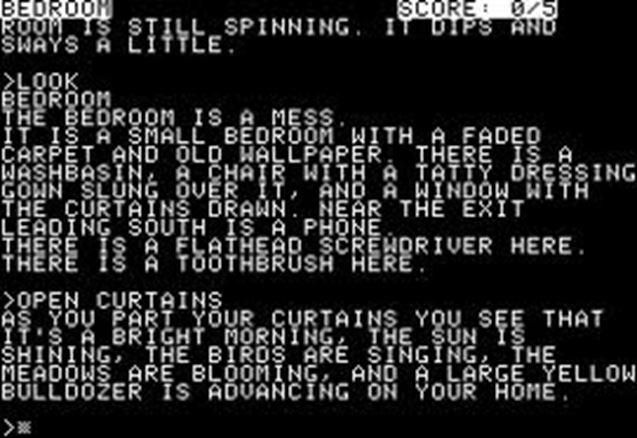 BEDROOM SCORE: 0/5
ROOM IS STILL SPINNING. IT DIPS AND
SWAYS A LITTLE.
>LOOK
BEDROOM
THE BEDROOM IS A MESS.
IT IS A SMALL BEDROOM WITH A FADED
CARPET AND OLD WALLPAPER. THERE IS A
WASHBASIN, A CHAIR WITH A TATTY DRESSING
GOWN SLUNG OVER IT, AND A WINDOW WITH
THE CURTAINS DRAWN. NEAR THE EXIT
LEADING SOUTH IS A PHONE.
THERE IS A FLATHEAD SCREWDRIVER HERE.
THERE IS A TOOTHBRUSH HERE.
>OPEN CURTAINS
AS YOU PART YOUR CURTAINS YOU SEE THAT
IT'S A BRIGHT MORNING, THE SUN IS
SHINING, THE BIRDS ARE SINGING, THE
MEADOWS ARE BLOOMING, AND A LARGE YELLOW
BULLDOZER IS ADVANCING ON YOUR HOME.
>